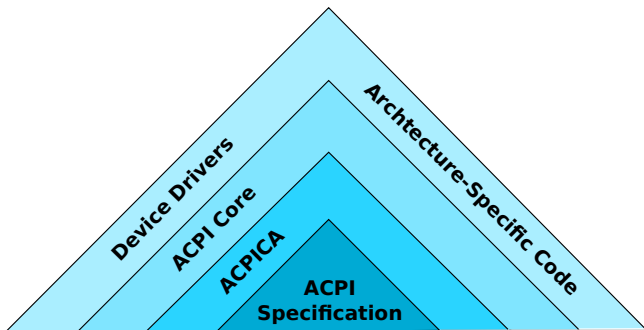 Device Drivers
Archtecture-Specific Code
ACPI Core
ACPICA
ACPI
Specification